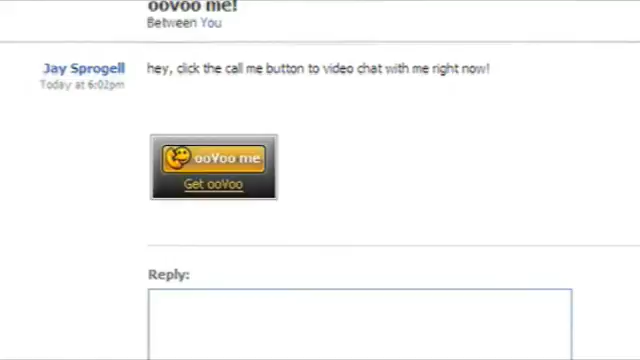 ooVoo me!
Between You
Jay Sprogell
Today at 6:02pm
hey, click the call me button to video chat with me right now!
ooVoo me
Get ooVoo
Reply: